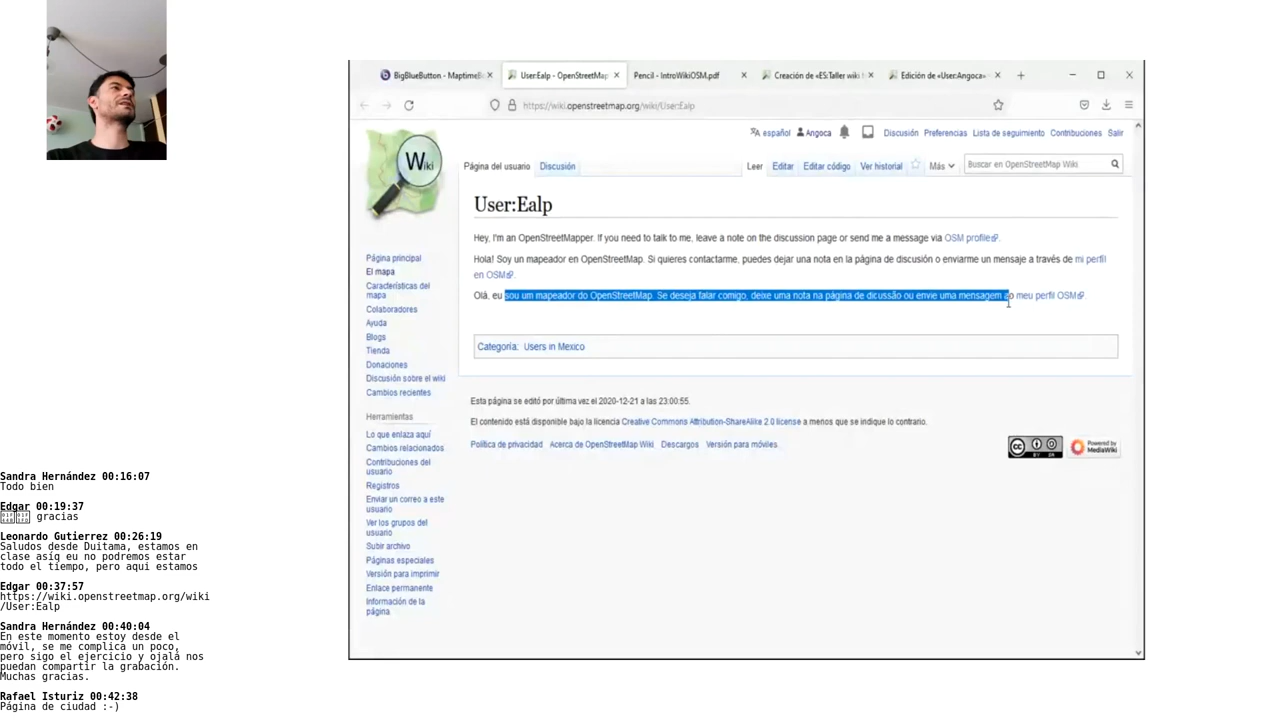 Sandra Hernández 00:16:07
Todo bien
Edgar 00:19:37
gracias
Leonardo Gutierrez 00:26:19
Saludos desde Duitama, estamos en
clase asiq eu no podremos estar
todo el tiempo, pero aqui estamos
Edgar 00:37:57
https://wiki.openstreetmap.org/wiki
/User:Ealp
Sandra Hernández 00:40:04
En este momento estoy desde el
móvil, se me complica un poco,
pero sigo el ejercicio y ojalá nos
puedan compartir la grabación.
Muchas gracias.
Rafael Isturiz 00:42:38
Página de ciudad :-)
BigBlueButton - Maptime
User:Ealp - OpenStreetMap
Pencil - IntroWikiOSM.pdf
Creación de «ES:Taller wiki
Edición de «User:Angoca»
https://wiki.openstreetmap.org/wiki/User:Ealp
español Angoca Discusión Preferencias Lista de seguimiento Contribuciones Salir
Wiki
Página del usuario Discusión Leer Editar Editar código Ver historial Más Buscar en OpenStreetMap Wiki
User:Ealp
Hey, I'm an OpenStreetMapper. If you need to talk to me, leave a note on the discussion page or send me a message via OSM profile.
Hola! Soy un mapeador en OpenStreetMap. Si quieres contactarme, puedes dejar una nota en la página de discusión o enviarme un mensaje a través de mi perfil
en OSM.
Olá, eu sou um mapeador do OpenStreetMap. Se deseja falar comigo, deixe uma nota na página de dicussão ou envie uma mensagem ao meu perfil OSM.
Categoría: Users in Mexico
Esta página se editó por última vez el 2020-12-21 a las 23:00:55.
El contenido está disponible bajo la licencia Creative Commons Attribution-ShareAlike 2.0 license a menos que se indique lo contrario.
Política de privacidad Acerca de OpenStreetMap Wiki Descargos Versión para móviles
cc BY SA
Powered by
MediaWiki
Página principal
El mapa
Características del
mapa
Colaboradores
Ayuda
Blogs
Tienda
Donaciones
Discusión sobre el wiki
Cambios recientes
Herramientas
Lo que enlaza aquí
Cambios relacionados
Contribuciones del
usuario
Registros
Enviar un correo a este
usuario
Ver los grupos del
usuario
Subir archivo
Páginas especiales
Versión para imprimir
Enlace permanente
Información de la
página